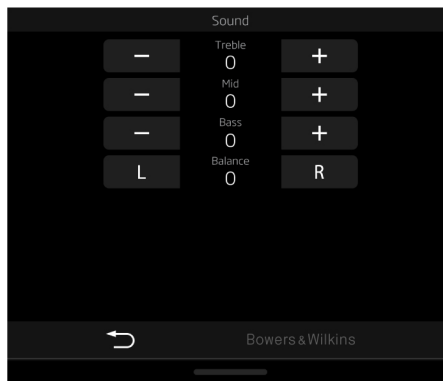 Sound
Treble
− 0 +
Mid
− 0 +
Bass
− 0 +
Balance
L 0 R
Bowers & Wilkins